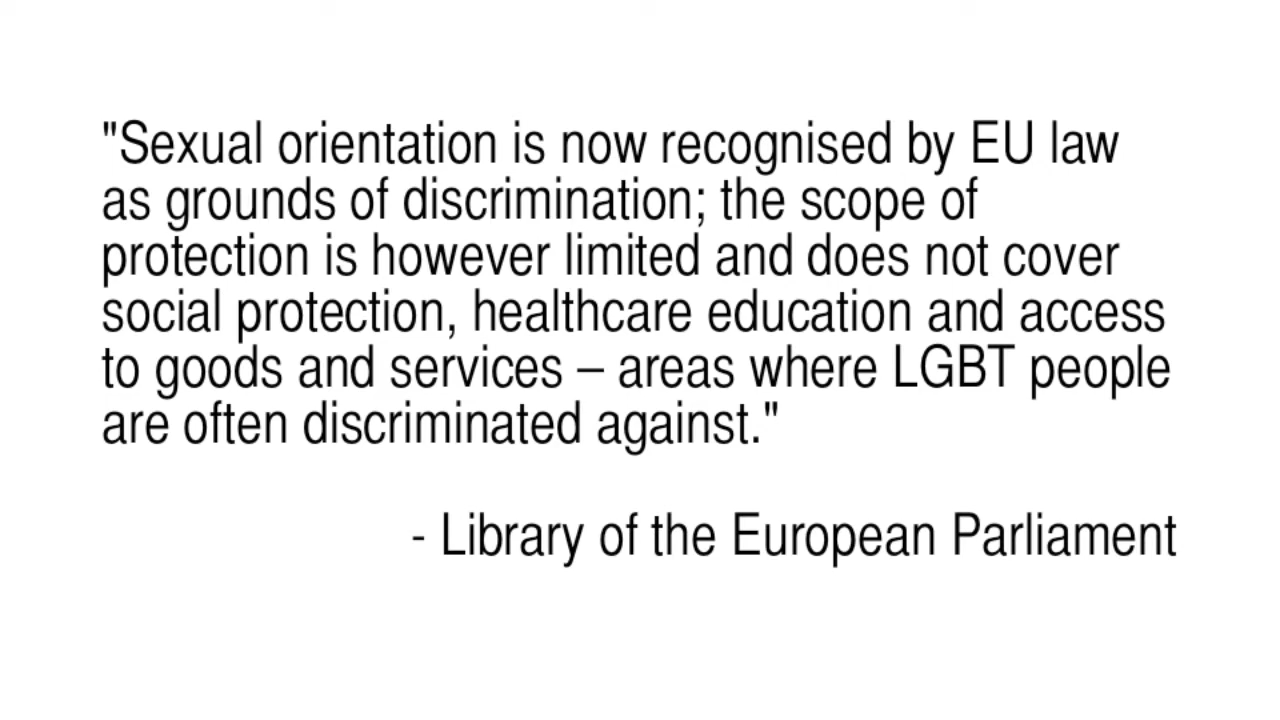 "Sexual orientation is now recognised by EU law
as grounds of discrimination; the scope of
protection is however limited and does not cover
social protection, healthcare education and access
to goods and services – areas where LGBT people
are often discriminated against."
- Library of the European Parliament